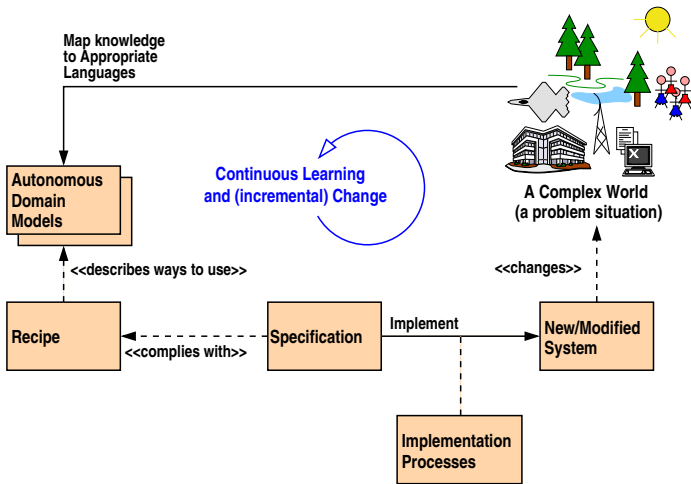 Map knowledge
to Appropriate
Languages
Continuous Learning
and (incremental) Change
X
A Complex World
(a problem situation)
Autonomous
Domain
Models
<<describes ways to use>>
<<changes>>
Recipe
<<complies with>>
Specification
Implement
New/Modified
System
Implementation
Processes